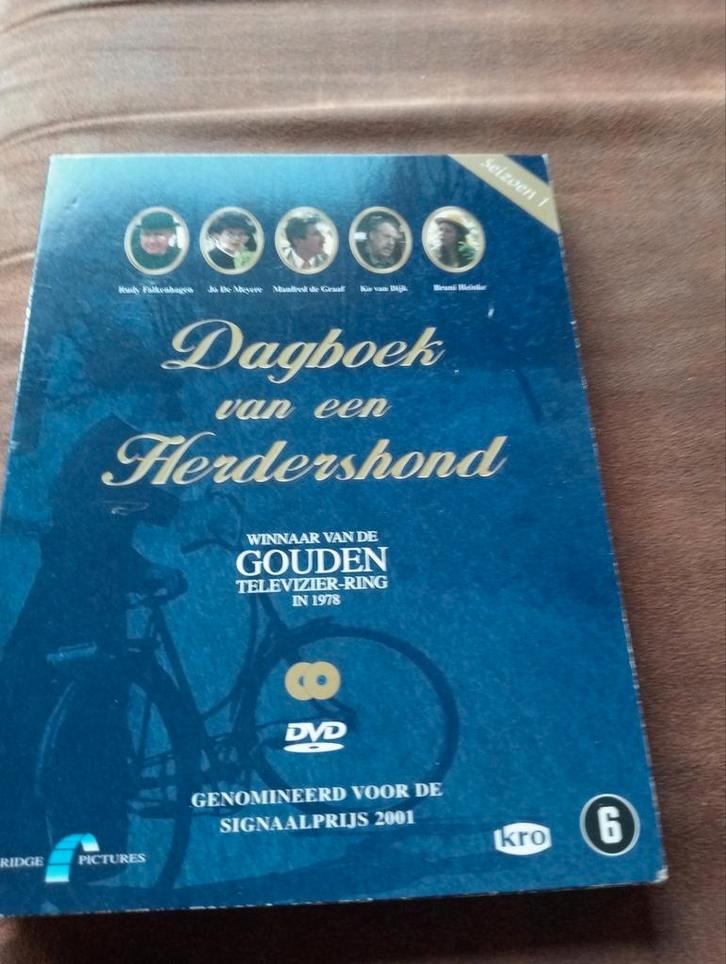 Seizoen 1
Rudy Falkenhagen Jo De Meyere Manfred de Graaf Ko van Dijk Bruni Heinke
Dagboek
van een
Herdershond
WINNAAR VAN DE
GOUDEN
TELEVIZIER-RING
IN 1978
DVD
GENOMINEERD VOOR DE
SIGNAALPRIJS 2001
RIDGE PICTURES
kro
6